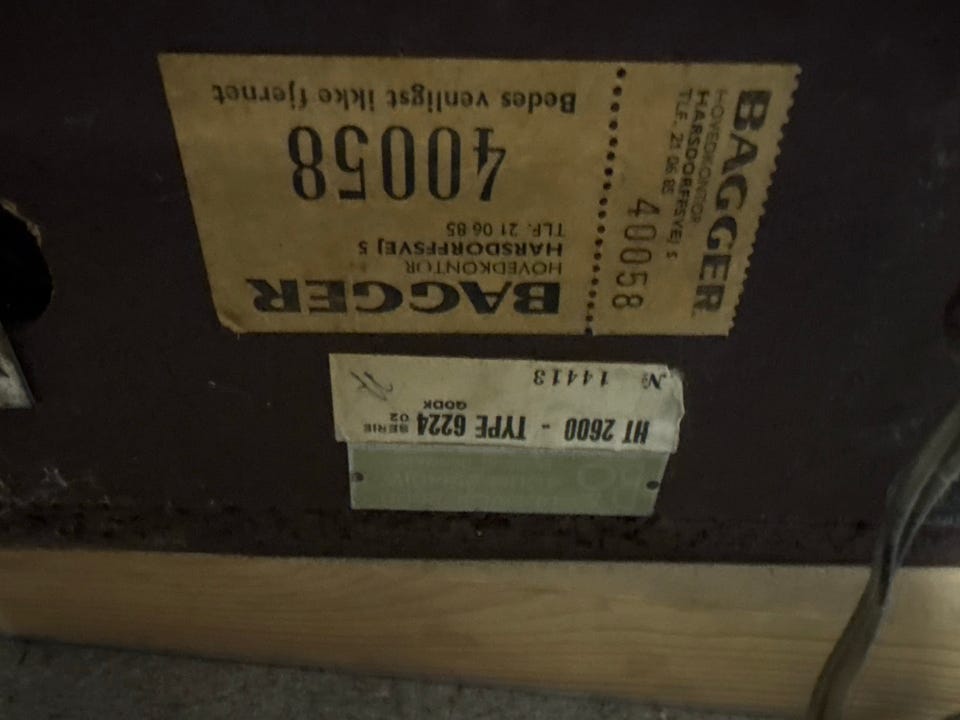 BAGGER
HOVEDKONTOR
HARSDORFFSVEJ 5
TLF. 21 06 85
40058
Bedes venligst ikke fjernet
BAGGER
HOVEDKONTOR
HARSDORFFSVEJ 5
TLF. 21 06 85
40058
HT 2600 - TYPE 6224 SERIE 02
GODK
№ 14413